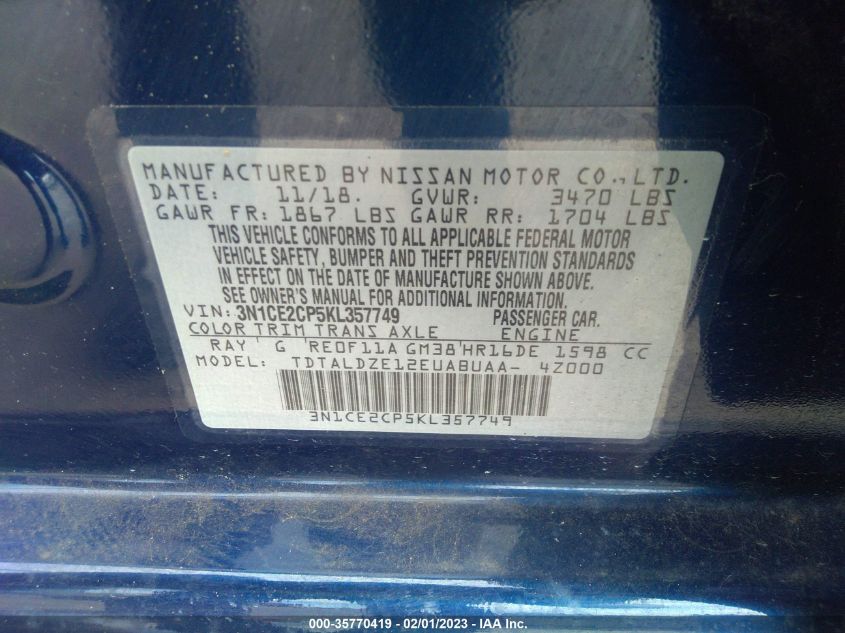 MANUFACTURED BY NISSAN MOTOR CO., LTD.
DATE: 11/18. GVWR: 3470 LBS
GAWR FR: 1867 LBS GAWR RR: 1704 LBS
THIS VEHICLE CONFORMS TO ALL APPLICABLE FEDERAL MOTOR
VEHICLE SAFETY, BUMPER AND THEFT PREVENTION STANDARDS
IN EFFECT ON THE DATE OF MANUFACTURE SHOWN ABOVE.
SEE OWNER'S MANUAL FOR ADDITIONAL INFORMATION.
VIN: 3N1CE2CP5KL357749 PASSENGER CAR.
COLOR TRIM TRANS AXLE ENGINE
RAY G RE0F11A GM38 HR16DE 1598 CC
MODEL: TDTALDZE12EUABUAA- 4Z000
3N1CE2CP5KL357749
000-35770419 - 02/01/2023 - IAA Inc.